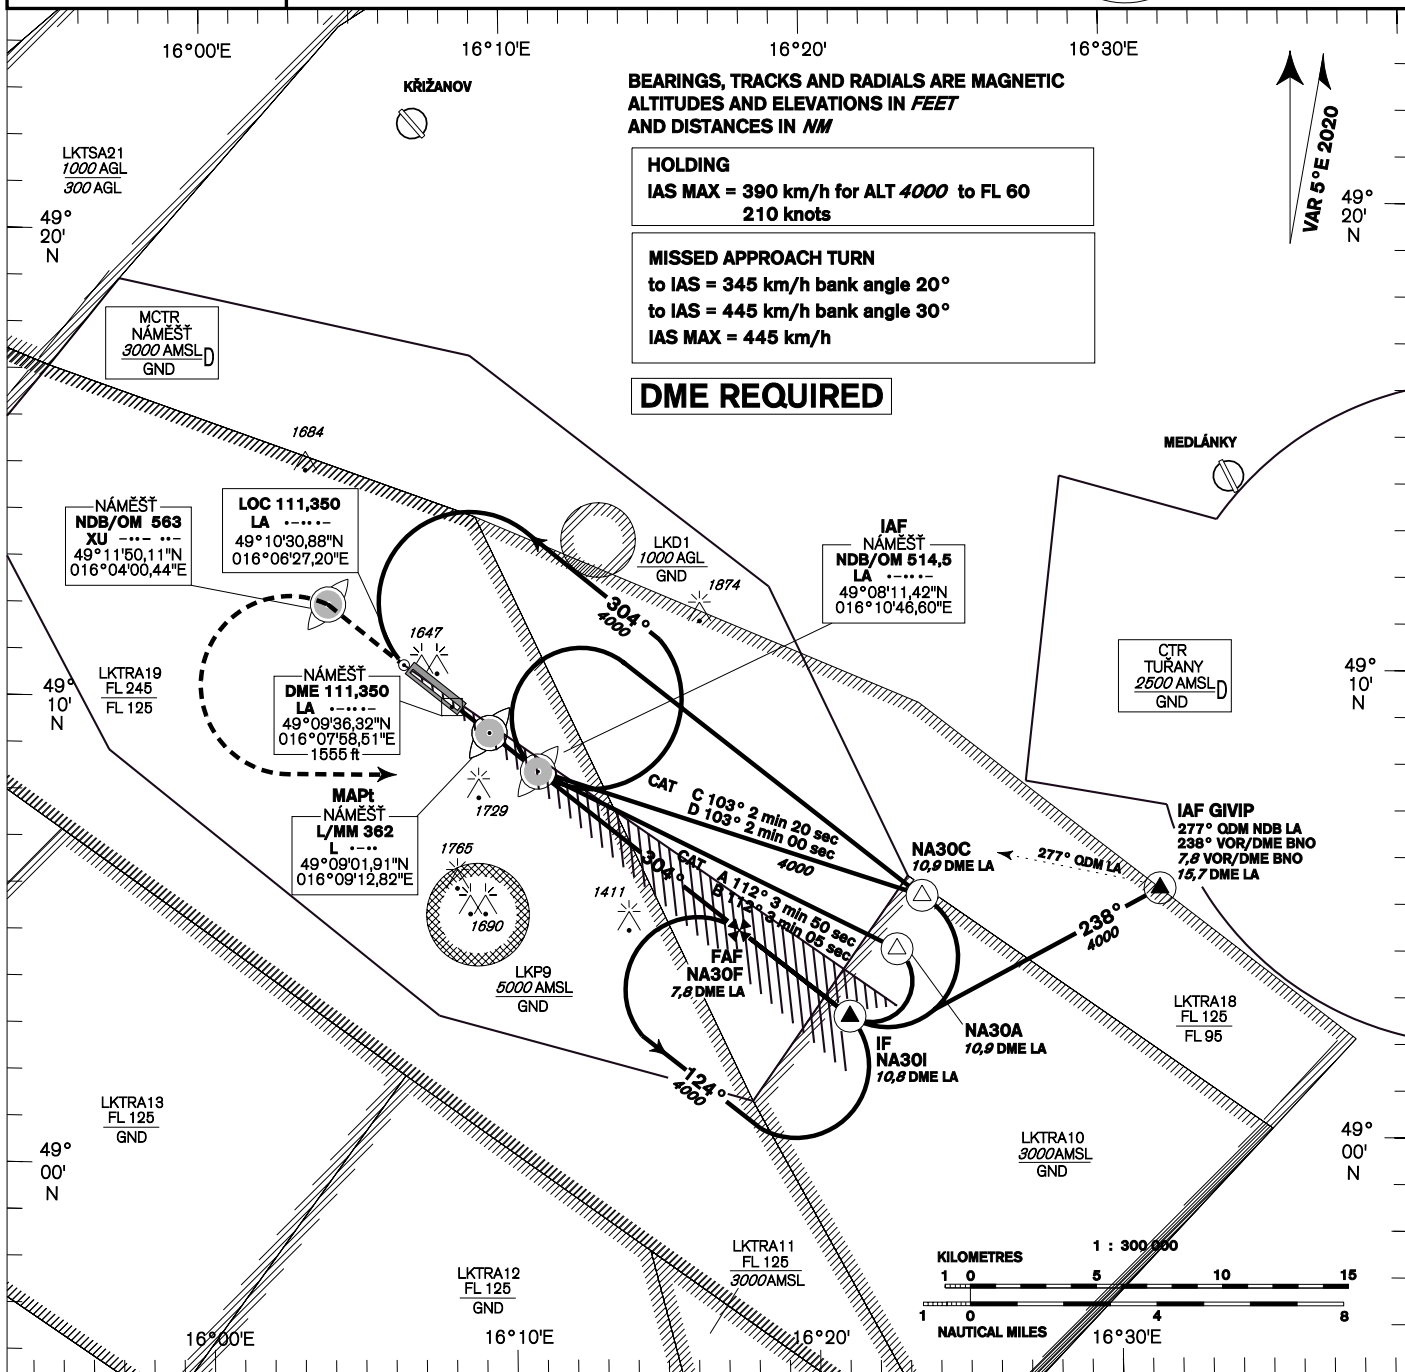 16°00'E
16°10'E
16°20'
16°30'E
KŘIŽANOV
BEARINGS, TRACKS AND RADIALS ARE MAGNETIC
ALTITUDES AND ELEVATIONS IN FEET
AND DISTANCES IN NM
VAR 5°E 2020
LKTSA21
1000 AGL
300 AGL
HOLDING
IAS MAX = 390 km/h for ALT 4000 to FL 60
210 knots
49°
20'
N
49°
20'
N
MISSED APPROACH TURN
to IAS = 345 km/h bank angle 20°
to IAS = 445 km/h bank angle 30°
IAS MAX = 445 km/h
MCTR
NÁMĚŠŤ
3000 AMSL D
GND
DME REQUIRED
1684
MEDLÁNKY
NÁMĚŠŤ
NDB/OM 563
XU -··- ··-
49°11'50,11"N
016°04'00,44"E
LOC 111,350
LA ·-·· ·-
49°10'30,88"N
016°06'27,20"E
LKD1
1000 AGL
GND
IAF
NÁMĚŠŤ
NDB/OM 514,5
LA ·-·· ·-
49°08'11,42"N
016°10'46,60"E
1874
304°
4000
1647
CTR
TUŘANY
2500 AMSL D
GND
LKTRA19
FL 245
FL 125
49°
10'
N
49°
10'
N
NÁMĚŠŤ
DME 111,350
LA ·-·· ·-
49°09'36,32"N
016°07'58,51"E
1555 ft
MAPt
NÁMĚŠŤ
L/MM 362
L ·-··
49°09'01,91"N
016°09'12,82"E
1729
CAT
C 103° 2 min 20 sec
D 103° 2 min 00 sec
4000
IAF GIVIP
277° QDM NDB LA
238° VOR/DME BNO
7,8 VOR/DME BNO
15,7 DME LA
277° QDM LA
NA30C
10,9 DME LA
1765
1690
1411
304°
CAT
A 112° 3 min 50 sec
B 112° 3 min 05 sec
238°
4000
FAF
NA30F
7,8 DME LA
LKP9
5000 AMSL
GND
LKTRA18
FL 125
FL 95
NA30A
10,9 DME LA
IF
NA30I
10,8 DME LA
124°
4000
LKTRA13
FL 125
GND
49°
00'
N
49°
00'
N
LKTRA10
3000AMSL
GND
LKTRA11
FL 125
3000AMSL
LKTRA12
FL 125
GND
1 : 300 000
KILOMETRES
1 0 5 10 15
1 0 4 8
NAUTICAL MILES
16°00'E
16°10'E
16°20'
16°30'E